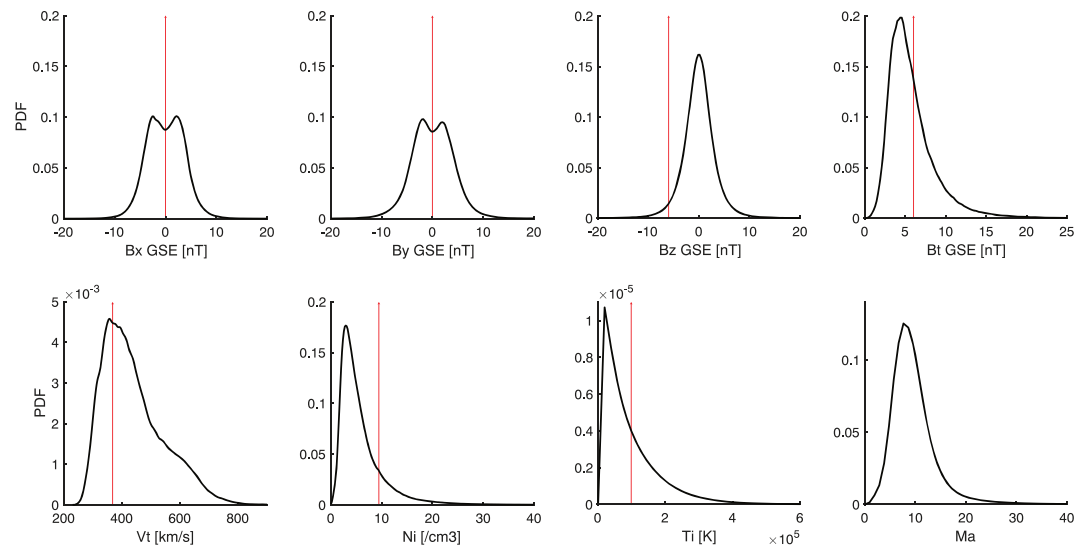 0.2 0.2 0.2 0.2
0.15 0.15 0.15 0.15
PDF 0.1 0.1 0.1 0.1
0.05 0.05 0.05 0.05
0 0 0 0
-20 -10 0 10 20 -20 -10 0 10 20 -20 -10 0 10 20 0 5 10 15 20 25
Bx GSE [nT] By GSE [nT] Bz GSE [nT] Bt GSE [nT]
×10⁻³ ×10⁻⁵
5 0.2 1
4 0.15 0.8 0.1
PDF 3 0.1 0.6
2 0.4 0.05
1 0.05 0.2
0 0 0 0
200 400 600 800 0 10 20 30 40 0 2 4 6 0 10 20 30 40
Vt [km/s] Ni [/cm3] Ti [K] ×10⁵ Ma